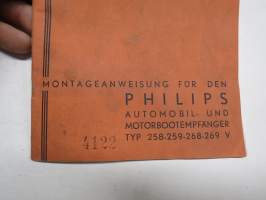 MONTAGEANWEISUNG FÜR DEN
PHILIPS
AUTOMOBIL- UND
MOTORBOOTEMPFÄNGER
TYP 258-259-268-269 V
4122